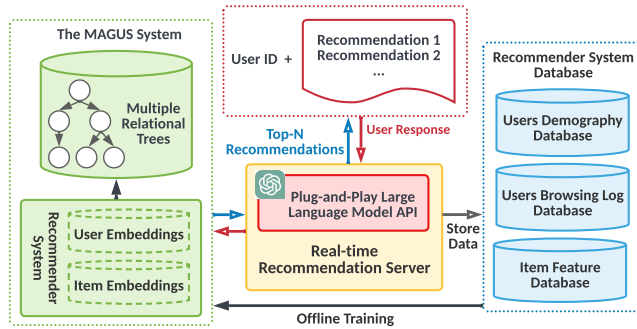 The MAGUS System
Multiple
Relational
Trees
Recommender
System
User Embeddings
Item Embeddings
User ID +
Recommendation 1
Recommendation 2
...
Top-N
Recommendations
User Response
Plug-and-Play Large
Language Model API
Real-time
Recommendation Server
Store
Data
Recommender System
Database
Users Demography
Database
Users Browsing Log
Database
Item Feature
Database
Offline Training